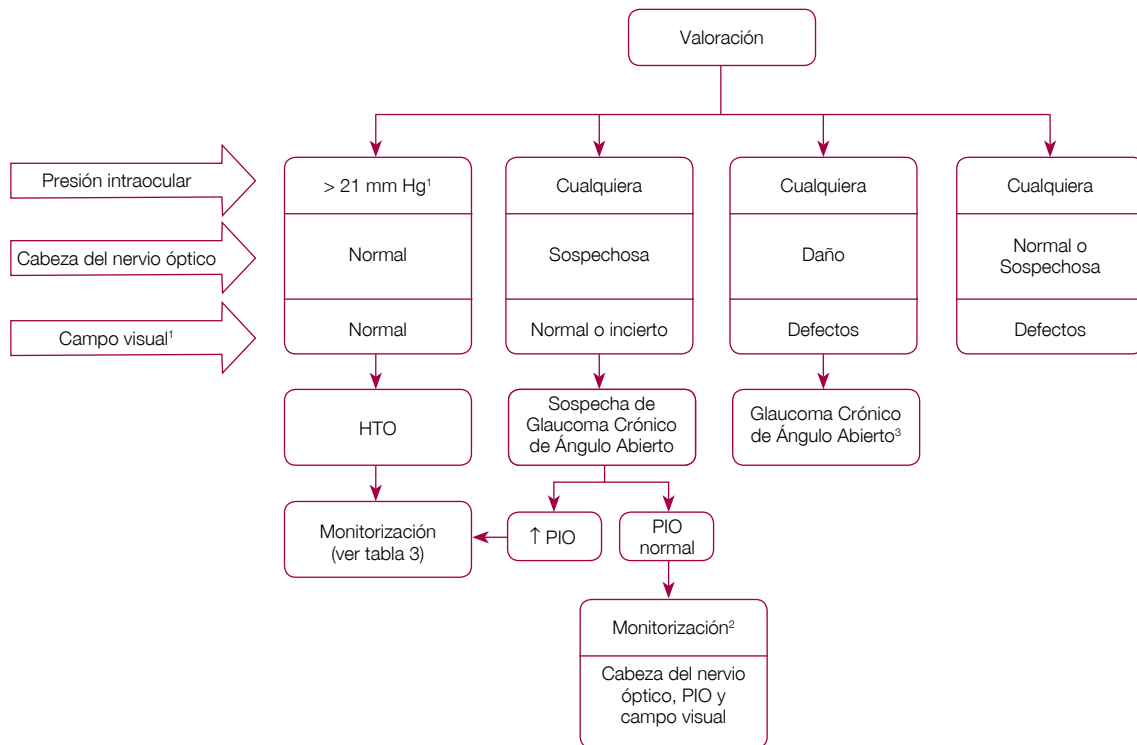 Valoración
Presión intraocular
> 21 mm Hg¹
Cualquiera
Cualquiera
Cualquiera
Cabeza del nervio óptico
Normal
Sospechosa
Daño
Normal o
Sospechosa
Campo visual¹
Normal
Normal o incierto
Defectos
Defectos
HTO
Sospecha de
Glaucoma Crónico
de Ángulo Abierto
Glaucoma Crónico
de Ángulo Abierto³
Monitorización
(ver tabla 3)
↑ PIO
PIO
normal
Monitorización²
Cabeza del nervio
óptico, PIO y
campo visual